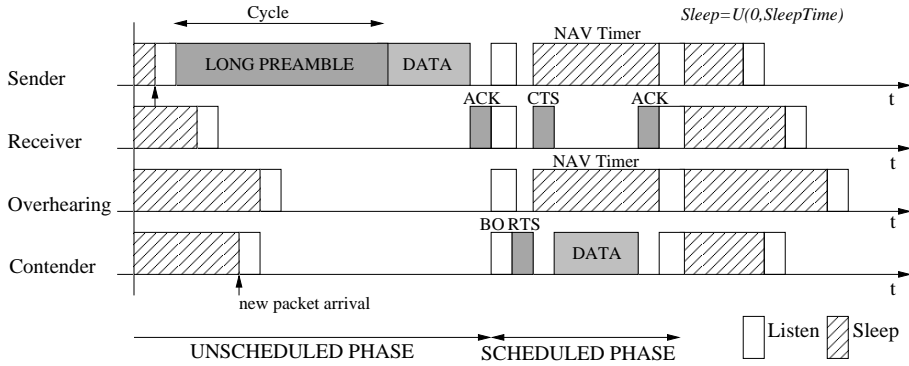 Cycle
Sleep=U(0,SleepTime)
NAV Timer
Sender
LONG PREAMBLE
DATA
t
ACK
CTS
ACK
Receiver
t
NAV Timer
Overhearing
t
BO RTS
Contender
DATA
t
new packet arrival
Listen
Sleep
UNSCHEDULED PHASE
SCHEDULED PHASE